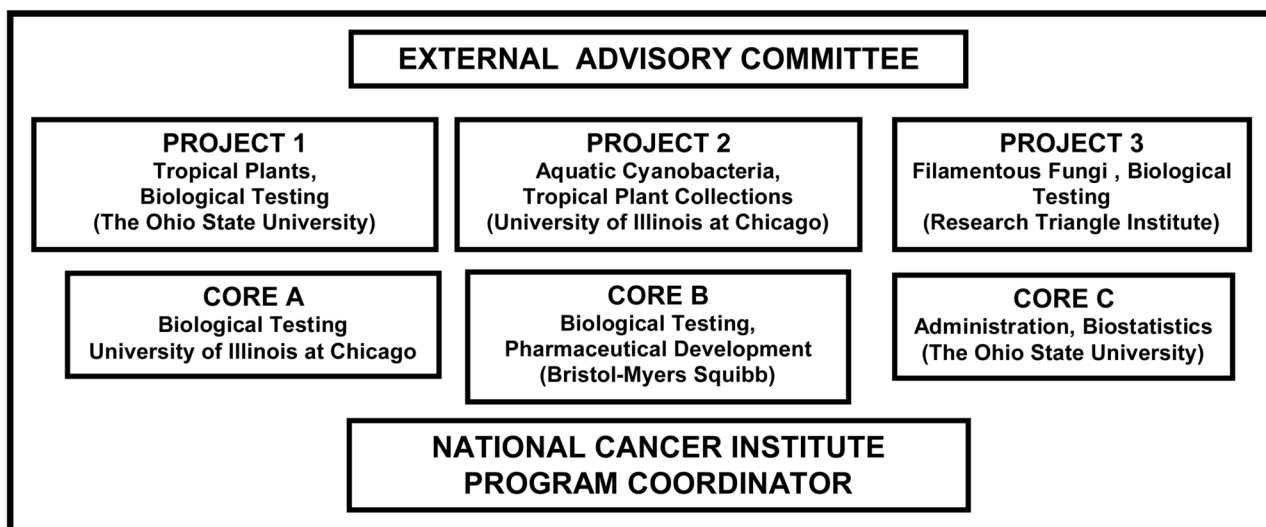 EXTERNAL ADVISORY COMMITTEE
PROJECT 1
Tropical Plants,
Biological Testing
(The Ohio State University)
PROJECT 2
Aquatic Cyanobacteria,
Tropical Plant Collections
(University of Illinois at Chicago)
PROJECT 3
Filamentous Fungi , Biological
Testing
(Research Triangle Institute)
CORE A
Biological Testing
University of Illinois at Chicago
CORE B
Biological Testing,
Pharmaceutical Development
(Bristol-Myers Squibb)
CORE C
Administration, Biostatistics
(The Ohio State University)
NATIONAL CANCER INSTITUTE
PROGRAM COORDINATOR